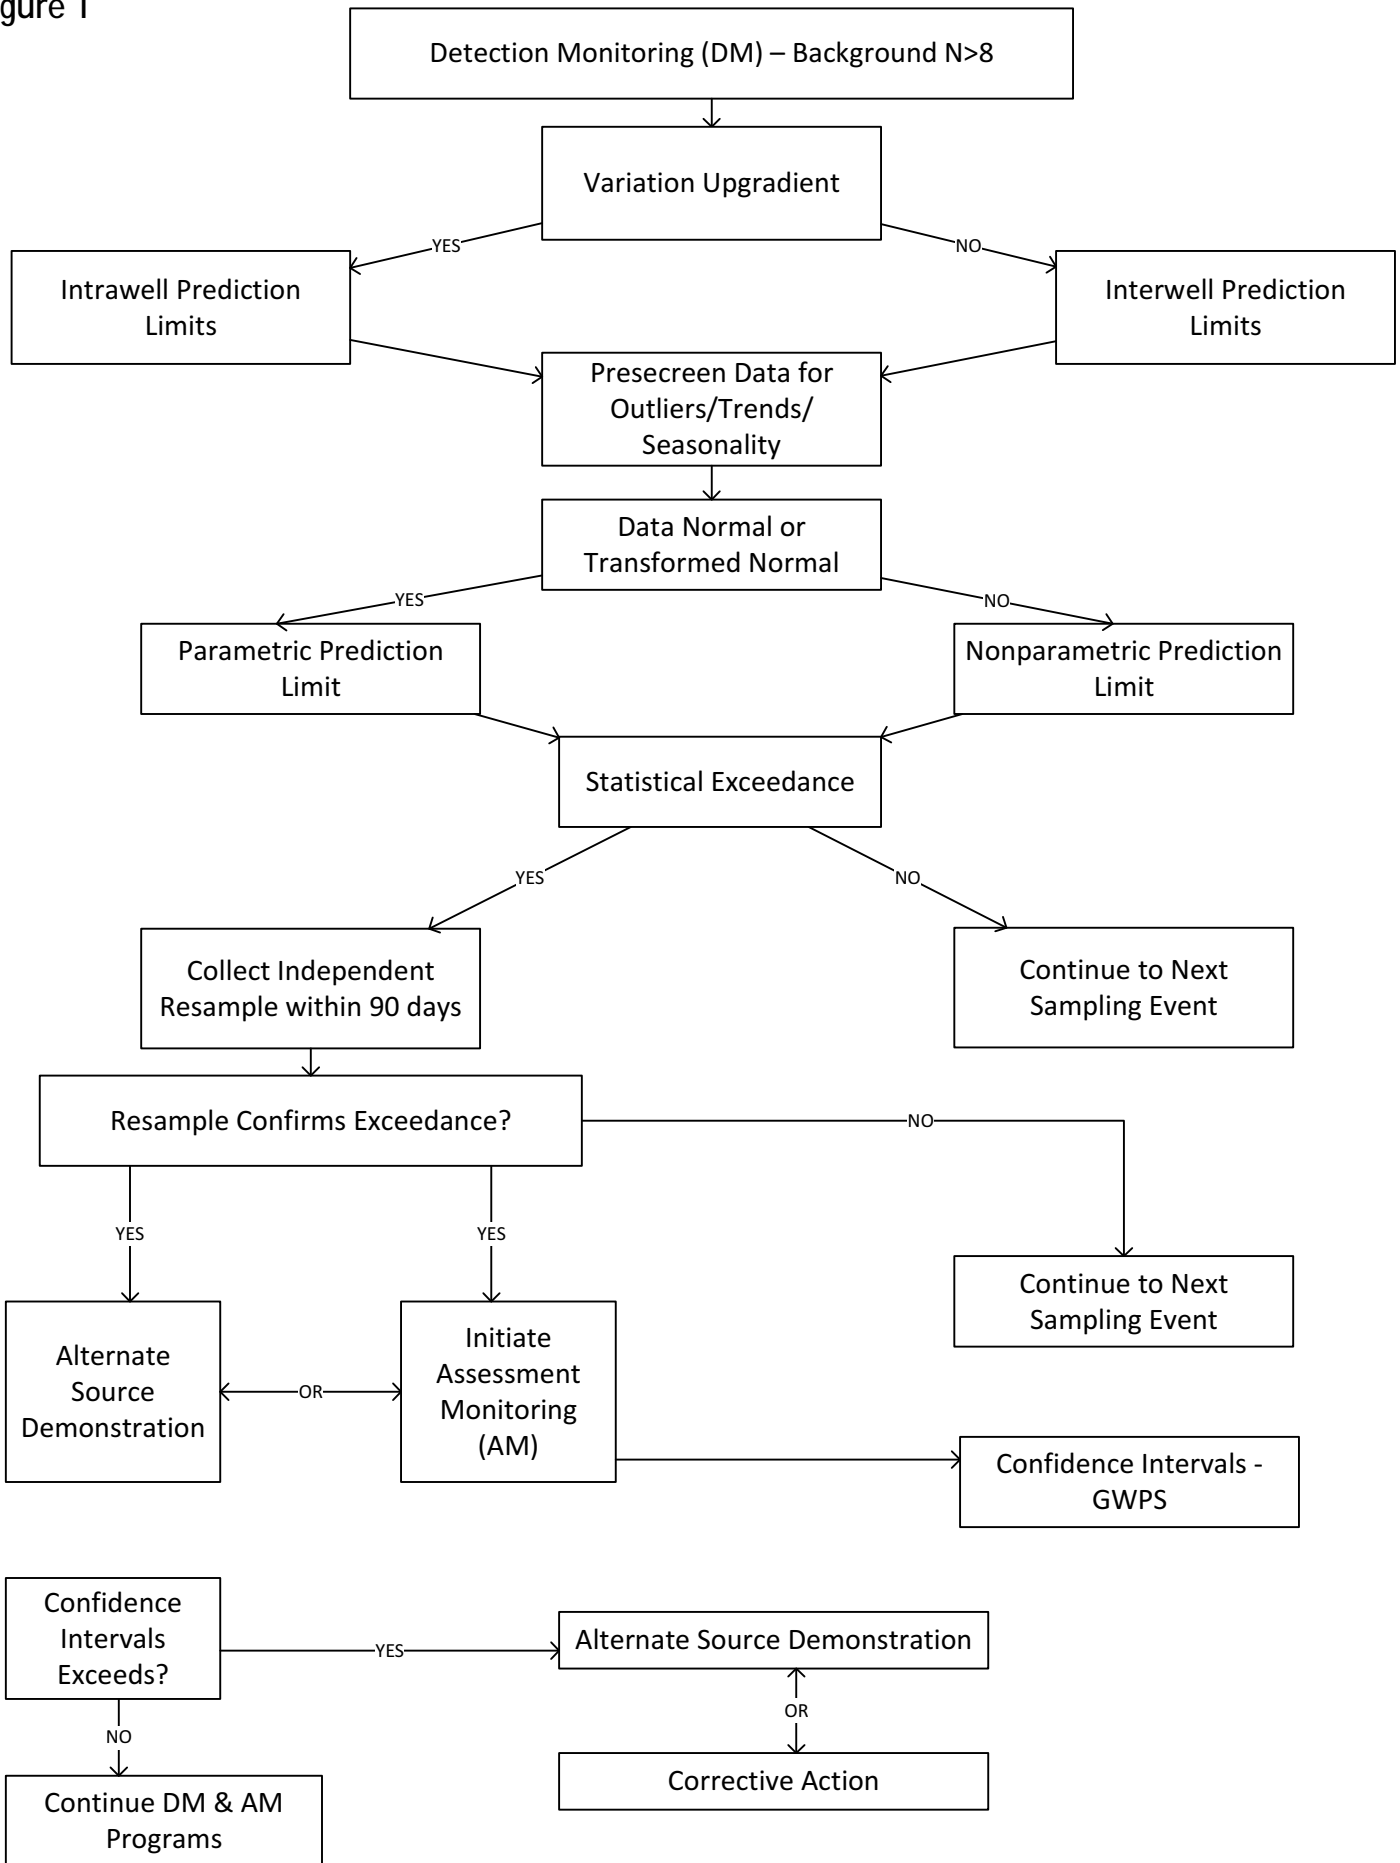 gure 1
Detection Monitoring (DM) – Background N>8
Variation Upgradient
YES
NO
Intrawell Prediction
Limits
Interwell Prediction
Limits
Presecreen Data for
Outliers/Trends/
Seasonality
Data Normal or
Transformed Normal
YES
NO
Parametric Prediction
Limit
Nonparametric Prediction
Limit
Statistical Exceedance
YES
NO
Collect Independent
Resample within 90 days
Continue to Next
Sampling Event
Resample Confirms Exceedance?
NO
YES
YES
Continue to Next
Sampling Event
Alternate
Source
Demonstration
OR
Initiate
Assessment
Monitoring
(AM)
Confidence Intervals -
GWPS
Confidence
Intervals
Exceeds?
YES
Alternate Source Demonstration
OR
NO
Corrective Action
Continue DM & AM
Programs